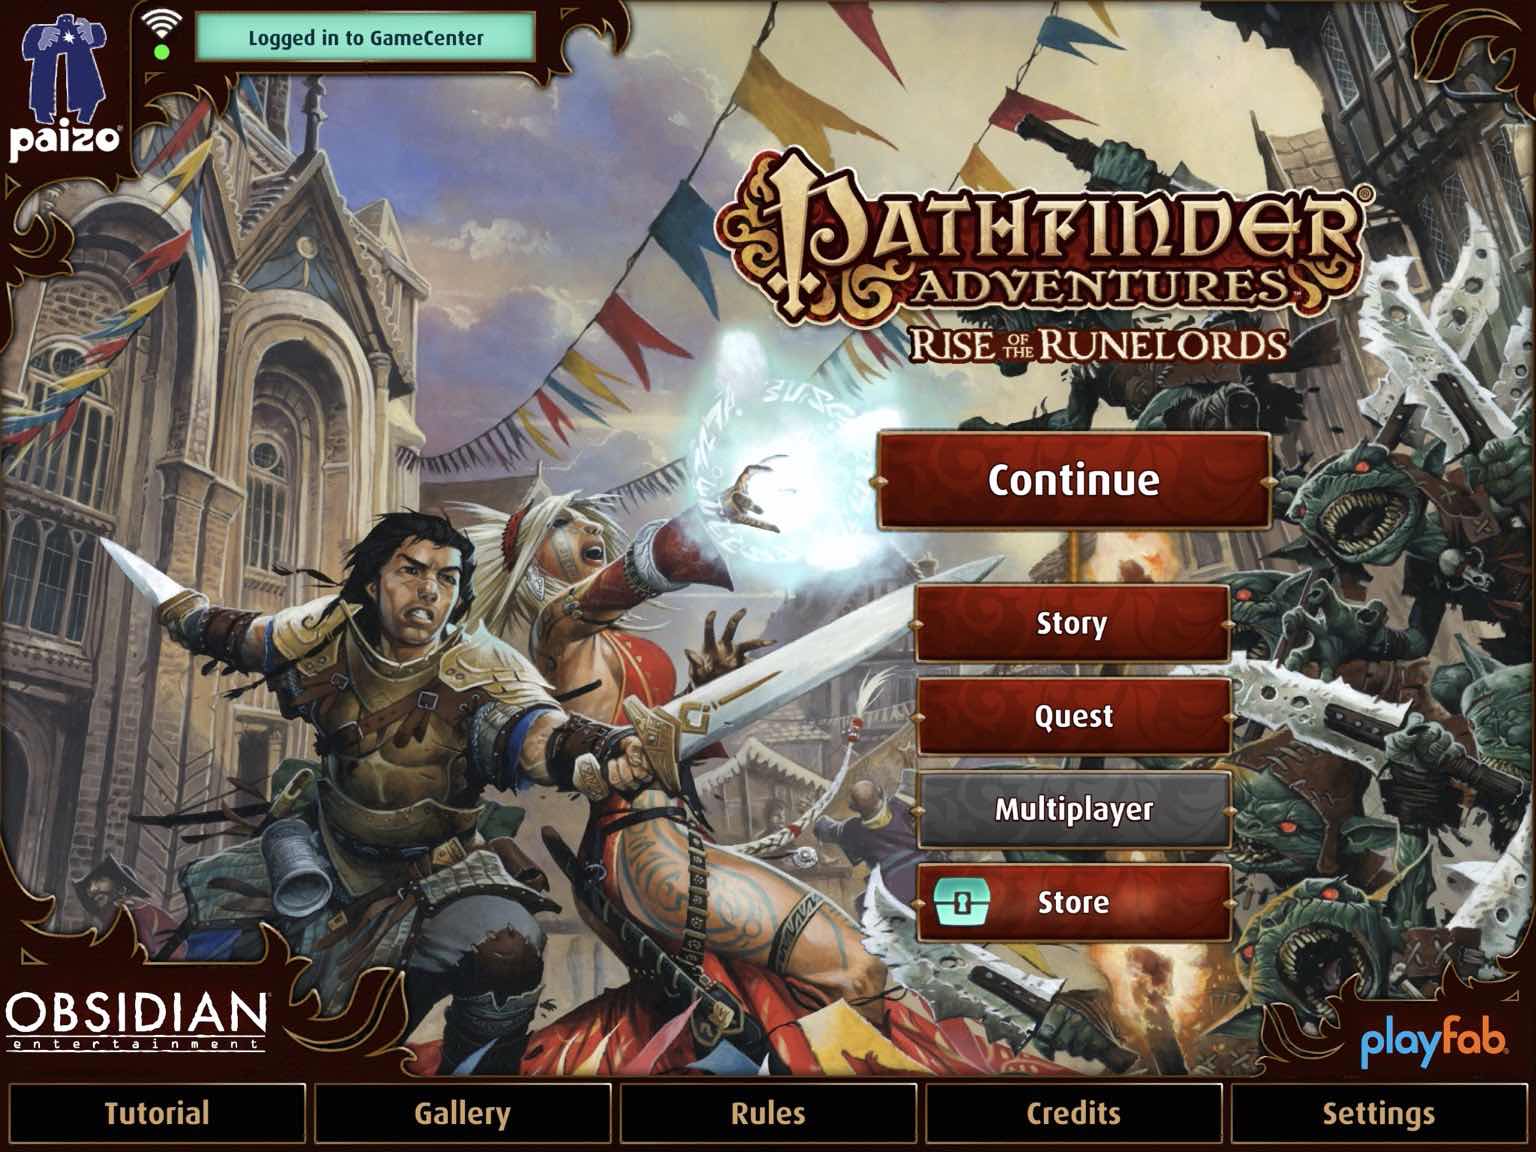 paizo
Logged in to GameCenter
PATHFINDER®
ADVENTURES™
RISE OF THE RUNELORDS
Continue
Story
Quest
Multiplayer
Store
OBSIDIAN
entertainment
playfab
Tutorial
Gallery
Rules
Credits
Settings